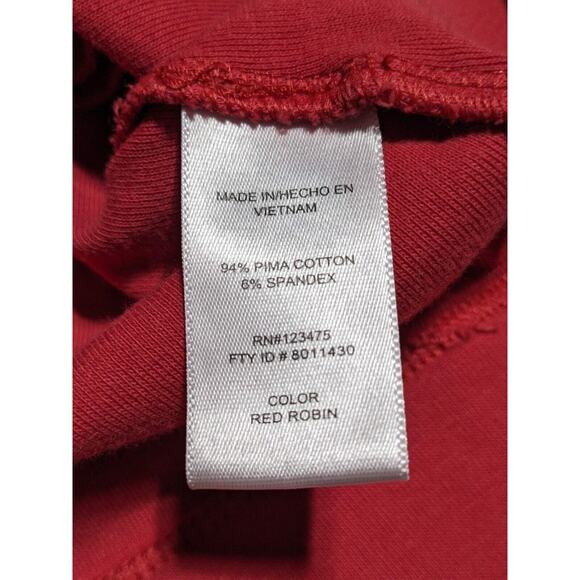 MADE IN/HECHO EN
VIETNAM
94% PIMA COTTON
6% SPANDEX
RN#123475
FTY ID # 8011430
COLOR
RED ROBIN